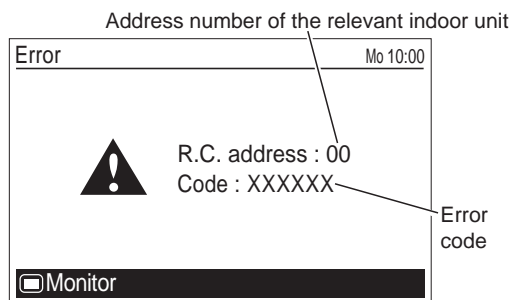 Address number of the relevant indoor unit
Error Mo 10:00
R.C. address : 00
Code : XXXXXX
Error
code
Monitor